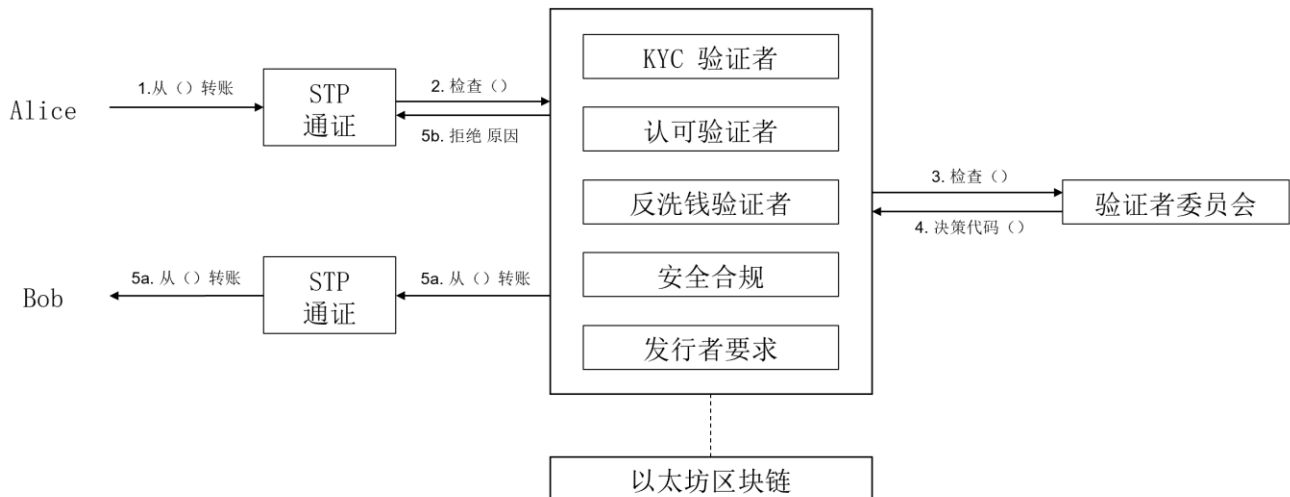 KYC 验证者
1.从（）转账
STP
通证
2. 检查（）
Alice
5b. 拒绝 原因
认可验证者
3. 检查（）
反洗钱验证者
验证者委员会
4. 决策代码（）
5a. 从（）转账
STP
通证
5a. 从（）转账
安全合规
Bob
发行者要求
以太坊区块链